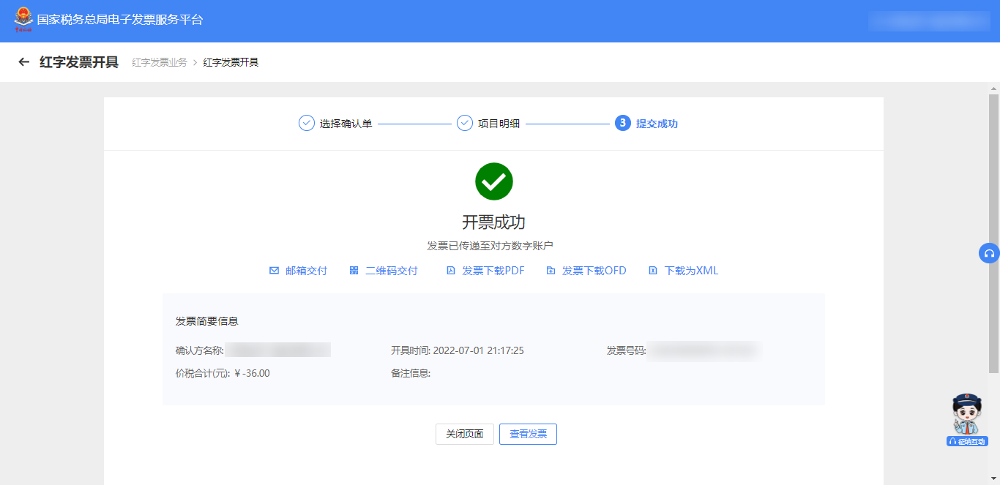 国家税务总局电子发票服务平台
红字发票开具 红字发票业务 > 红字发票开具
选择确认单 项目明细 3 提交成功
开票成功
发票已传递至对方数字账户
邮箱交付 二维码交付 发票下载PDF 发票下载OFD 下载为XML
发票简要信息
确认方名称: 开具时间: 2022-07-01 21:17:25 发票号码:
价税合计(元): ¥-36.00 备注信息:
关闭页面 查看发票
征纳互动